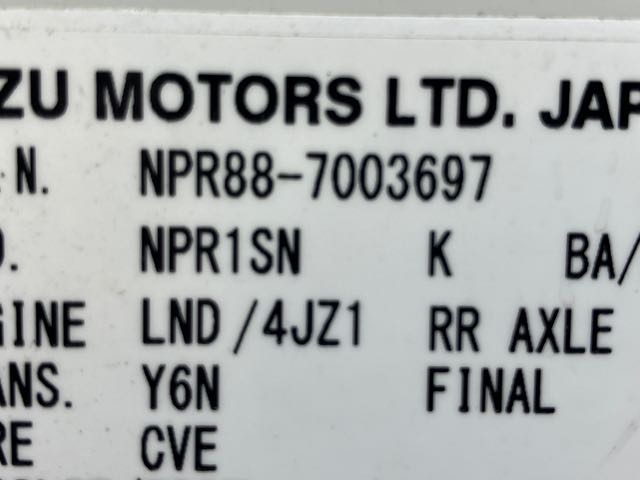 ZU MOTORS LTD. JAP
N. NPR88-7003697
D. NPR1SN K BA/
GINE LND/4JZ1 RR AXLE
ANS. Y6N FINAL
RE CVE